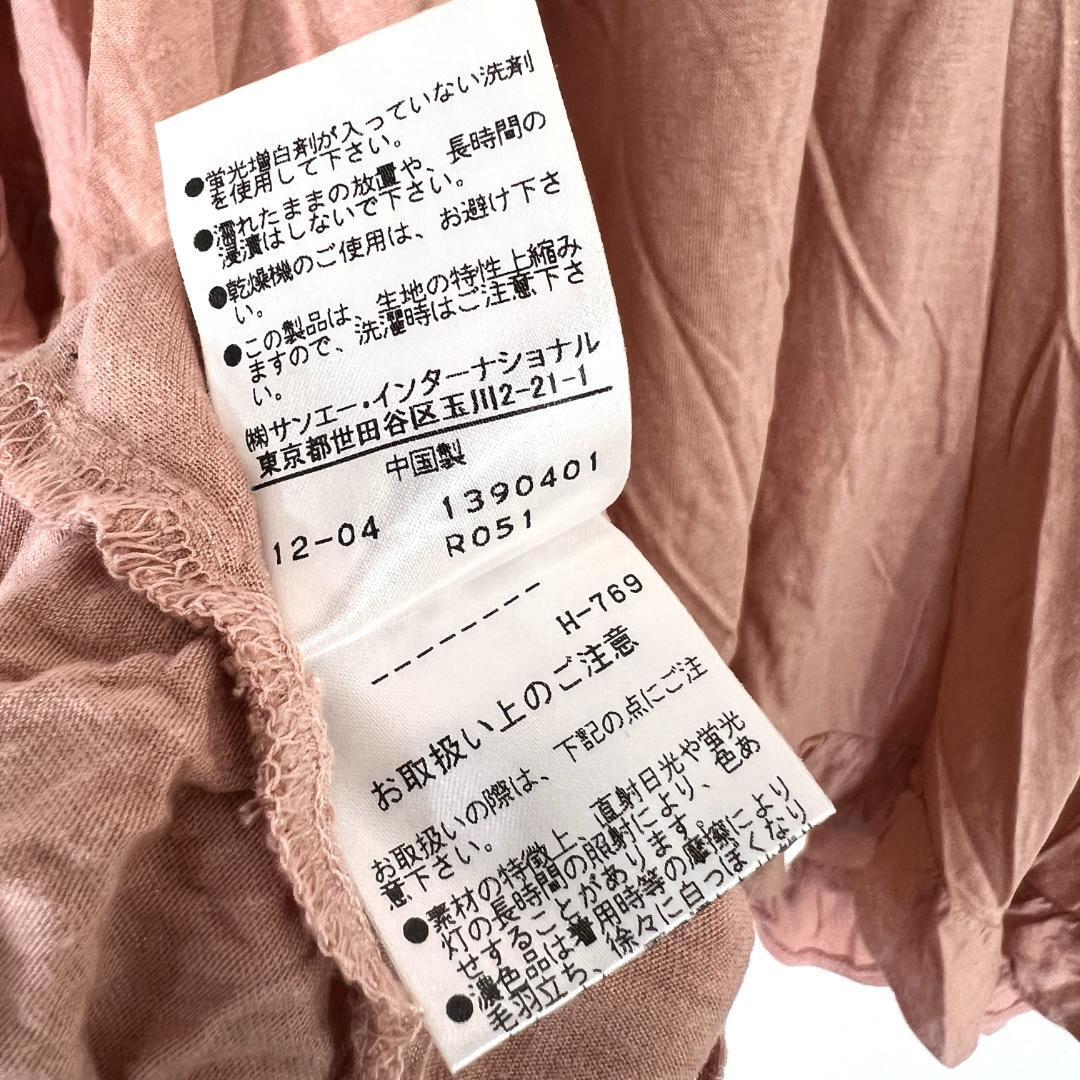 ●蛍光増白剤が入っていない洗剤
を使用して下さい。
●濡れたままの放置や、長時間の
浸漬はしないで下さい。
●乾燥機のご使用は、お避け下さ
い。
●この製品は、生地の特性上縮み
ますので、洗濯時はご注意下さ
い。
㈱サンエー・インターナショナル
東京都世田谷区玉川2-21-1
中国製
12-04 1390401
R051
-------
H-769
お取扱い上のご注意
お取扱いの際は、下記の点にご注
意下さい。
●素材の特徴上、直射日光や蛍光
灯の長時間の照射により、色あ
せすることがあります。
●濃色品は着用時等の摩擦により
毛羽立ち、徐々に白っぽくなり